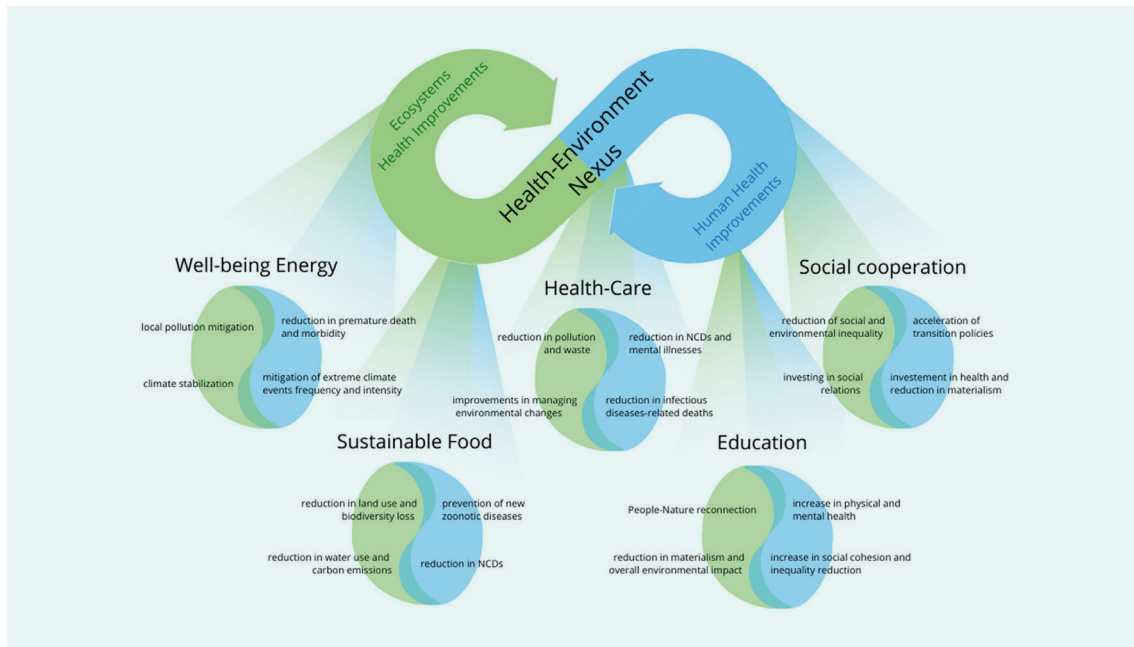 Ecosystems
Health Improvements
Health-Environment
Nexus
Human Health
Improvements
Well-being Energy
local pollution mitigation
reduction in premature death
and morbidity
climate stabilization
mitigation of extreme climate
events frequency and intensity
Health-Care
reduction in pollution
and waste
reduction in NCDs and
mental illnesses
improvements in managing
environmental changes
reduction in infectious
diseases-related deaths
Social cooperation
reduction of social and
environmental inequality
acceleration of
transition policies
investing in social
relations
investement in health and
reduction in materialism
Sustainable Food
reduction in land use and
biodiversity loss
prevention of new
zoonotic diseases
reduction in water use and
carbon emissions
reduction in NCDs
Education
People-Nature reconnection
increase in physical and
mental health
reduction in materialism and
overall environmental impact
increase in social cohesion and
inequality reduction